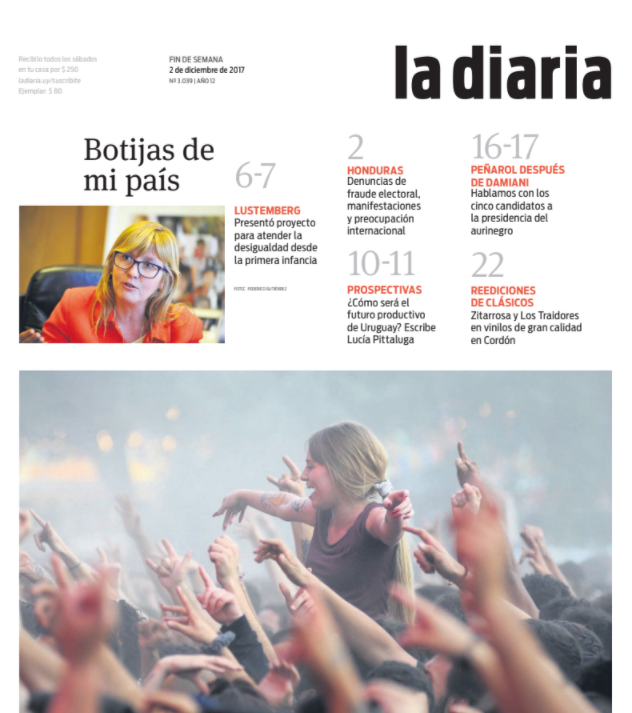 Recibilo todos los sábados
en tu casa por $ 250
ladiaria.uy/suscribite
Ejemplar: $ 80
FIN DE SEMANA
2 de diciembre de 2017
Nº 3.039 | AÑO 12
la diaria
Botijas de
mi país
6-7
LUSTEMBERG
Presentó proyecto
para atender la
desigualdad desde
la primera infancia
2
HONDURAS
Denuncias de
fraude electoral,
manifestaciones
y preocupación
internacional
10-11
PROSPECTIVAS
¿Cómo será el
futuro productivo
de Uruguay? Escribe
Lucía Pittaluga
16-17
PEÑAROL DESPUÉS
DE DAMIANI
Hablamos con los
cinco candidatos a
la presidencia del
aurinegro
22
REEDICIONES
DE CLÁSICOS
Zitarrosa y Los Traidores
en vinilos de gran calidad
en Cordón